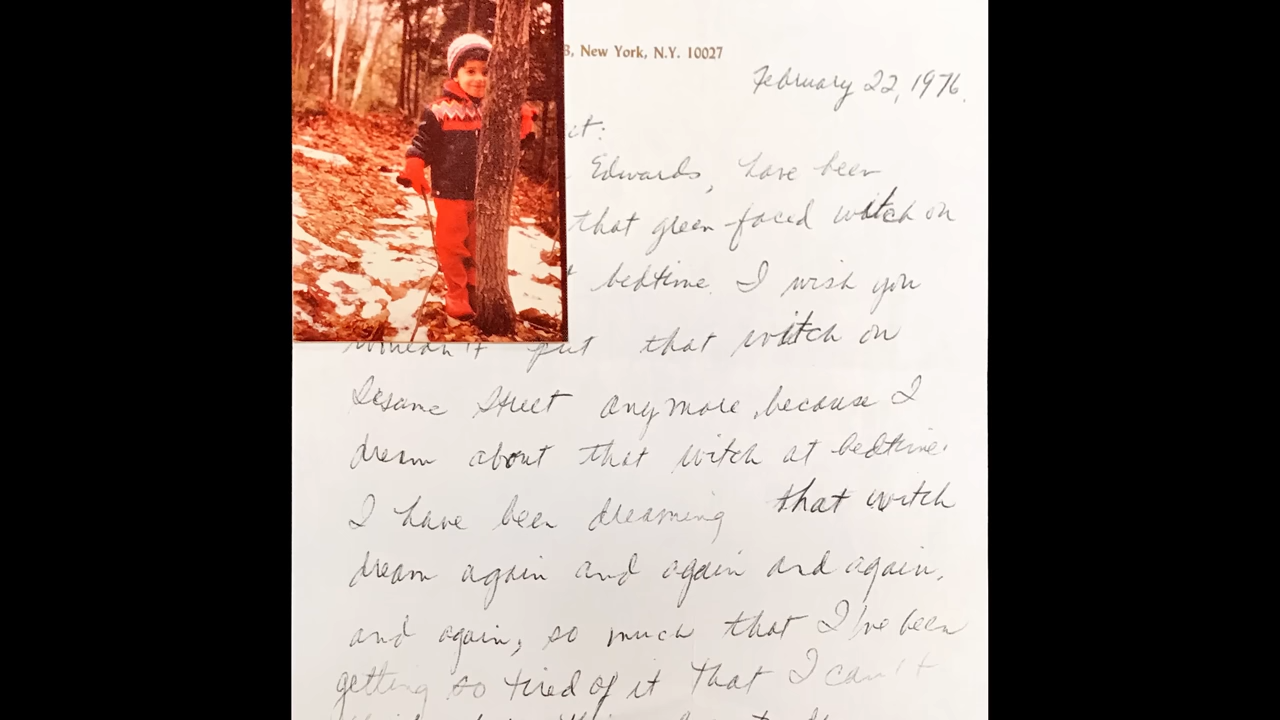 3, New York, N.Y. 10027
February 22, 1976.
ct:
Edwards, have been
that green-faced witch on
bedtime. I wish you
wouldn't put that witch on
Sesame Street anymore, because I
dream about that witch at bedtime.
I have been dreaming that witch
dream again and again and again,
and again, so much that I've been
getting so tired of it that I can't